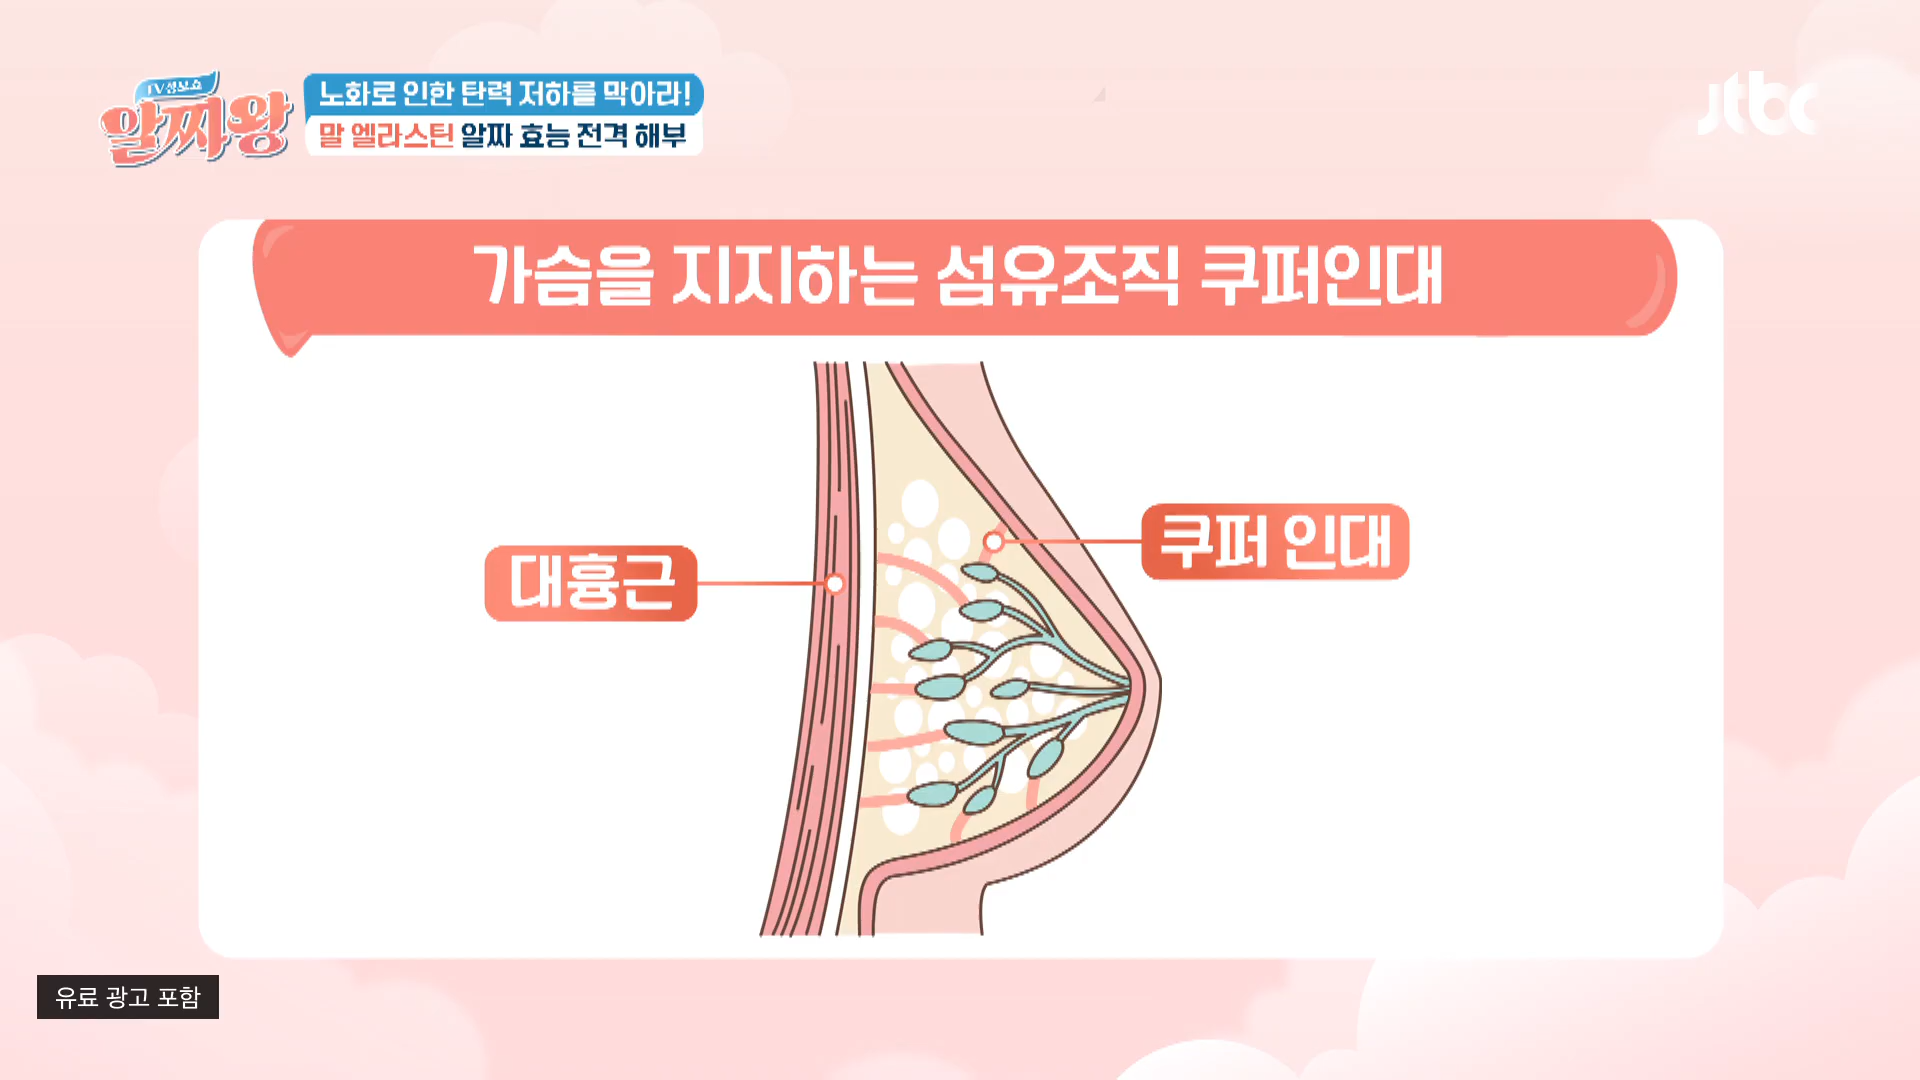 TV정보쇼
알짜왕
노화로 인한 탄력 저하를 막아라!
말 엘라스틴 알짜 효능 전격 해부
jtbc
가슴을 지지하는 섬유조직 쿠퍼인대
쿠퍼 인대
대흉근
유료 광고 포함